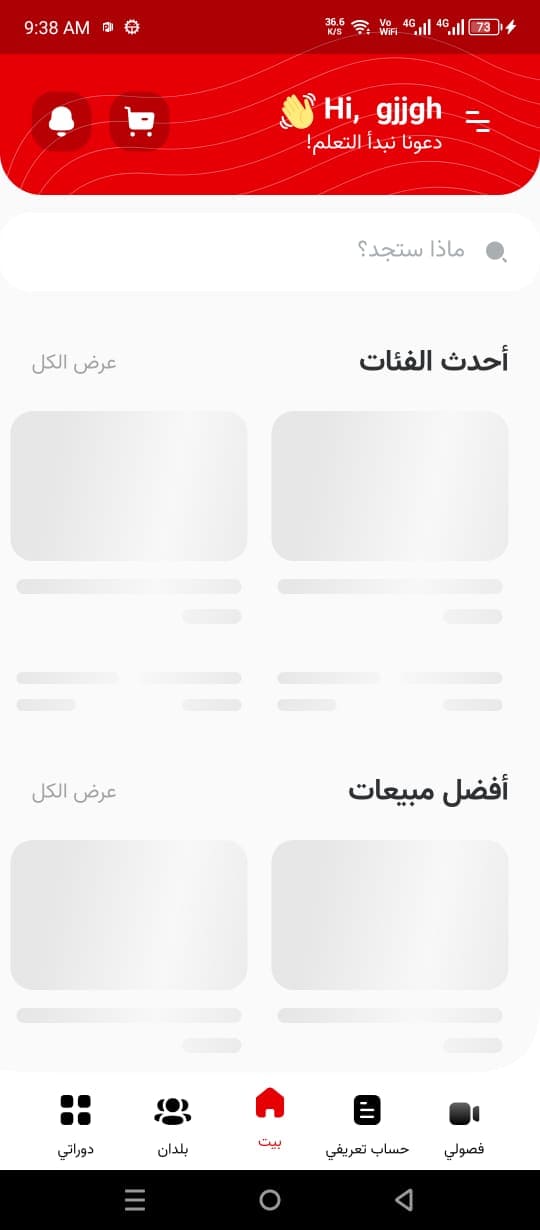 9:38 AM
36.6 K/S
Vo WiFi
4G
4G
73
Hi, gjjgh
دعونا نبدأ التعلم!
ماذا ستجد؟
أحدث الفئات
عرض الكل
أفضل مبيعات
عرض الكل
فصولي
حساب تعريفي
بيت
بلدان
دوراتي